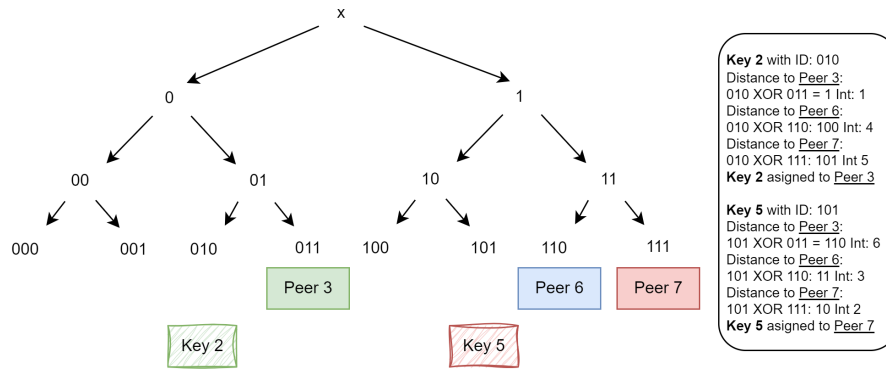 x
0 1
00 01 10 11
000 001 010 011 100 101 110 111
Peer 3 Peer 6 Peer 7
Key 2 Key 5
Key 2 with ID: 010
Distance to Peer 3:
010 XOR 011 = 1 Int: 1
Distance to Peer 6:
010 XOR 110: 100 Int: 4
Distance to Peer 7:
010 XOR 111: 101 Int 5
Key 2 asigned to Peer 3
Key 5 with ID: 101
Distance to Peer 3:
101 XOR 011 = 110 Int: 6
Distance to Peer 6:
101 XOR 110: 11 Int: 3
Distance to Peer 7:
101 XOR 111: 10 Int 2
Key 5 asigned to Peer 7